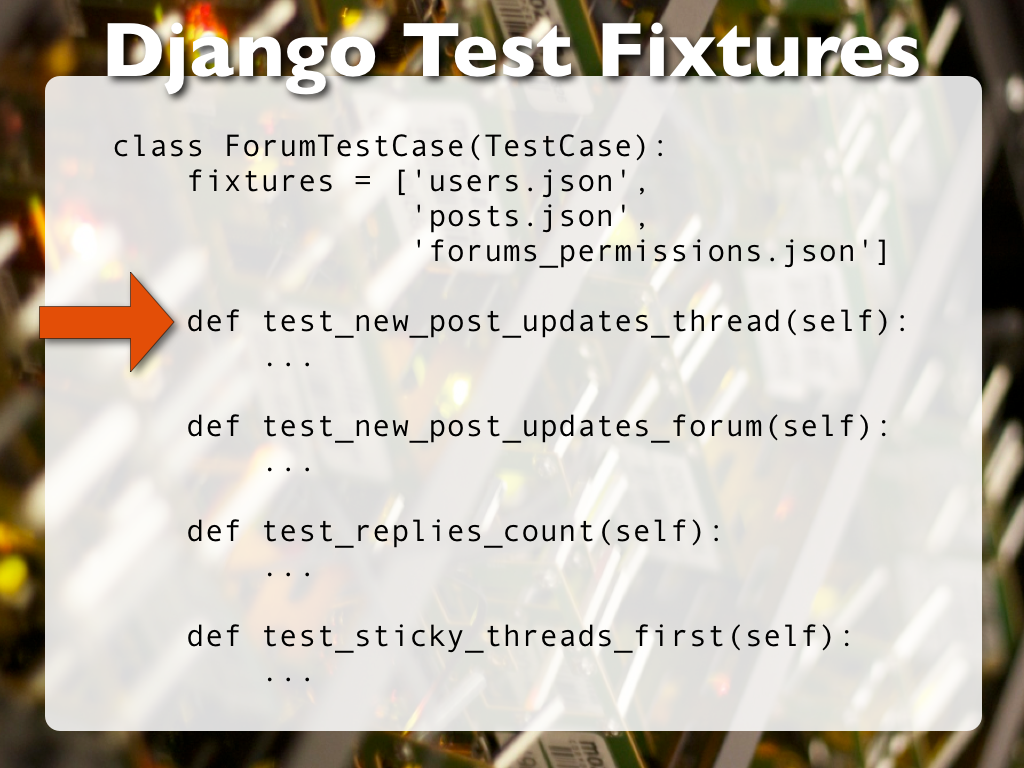 Django Test Fixtures
class ForumTestCase(TestCase):
    fixtures = ['users.json',
                'posts.json',
                'forums_permissions.json']
    def test_new_post_updates_thread(self):
        ...
    def test_new_post_updates_forum(self):
        ...
    def test_replies_count(self):
        ...
    def test_sticky_threads_first(self):
        ...